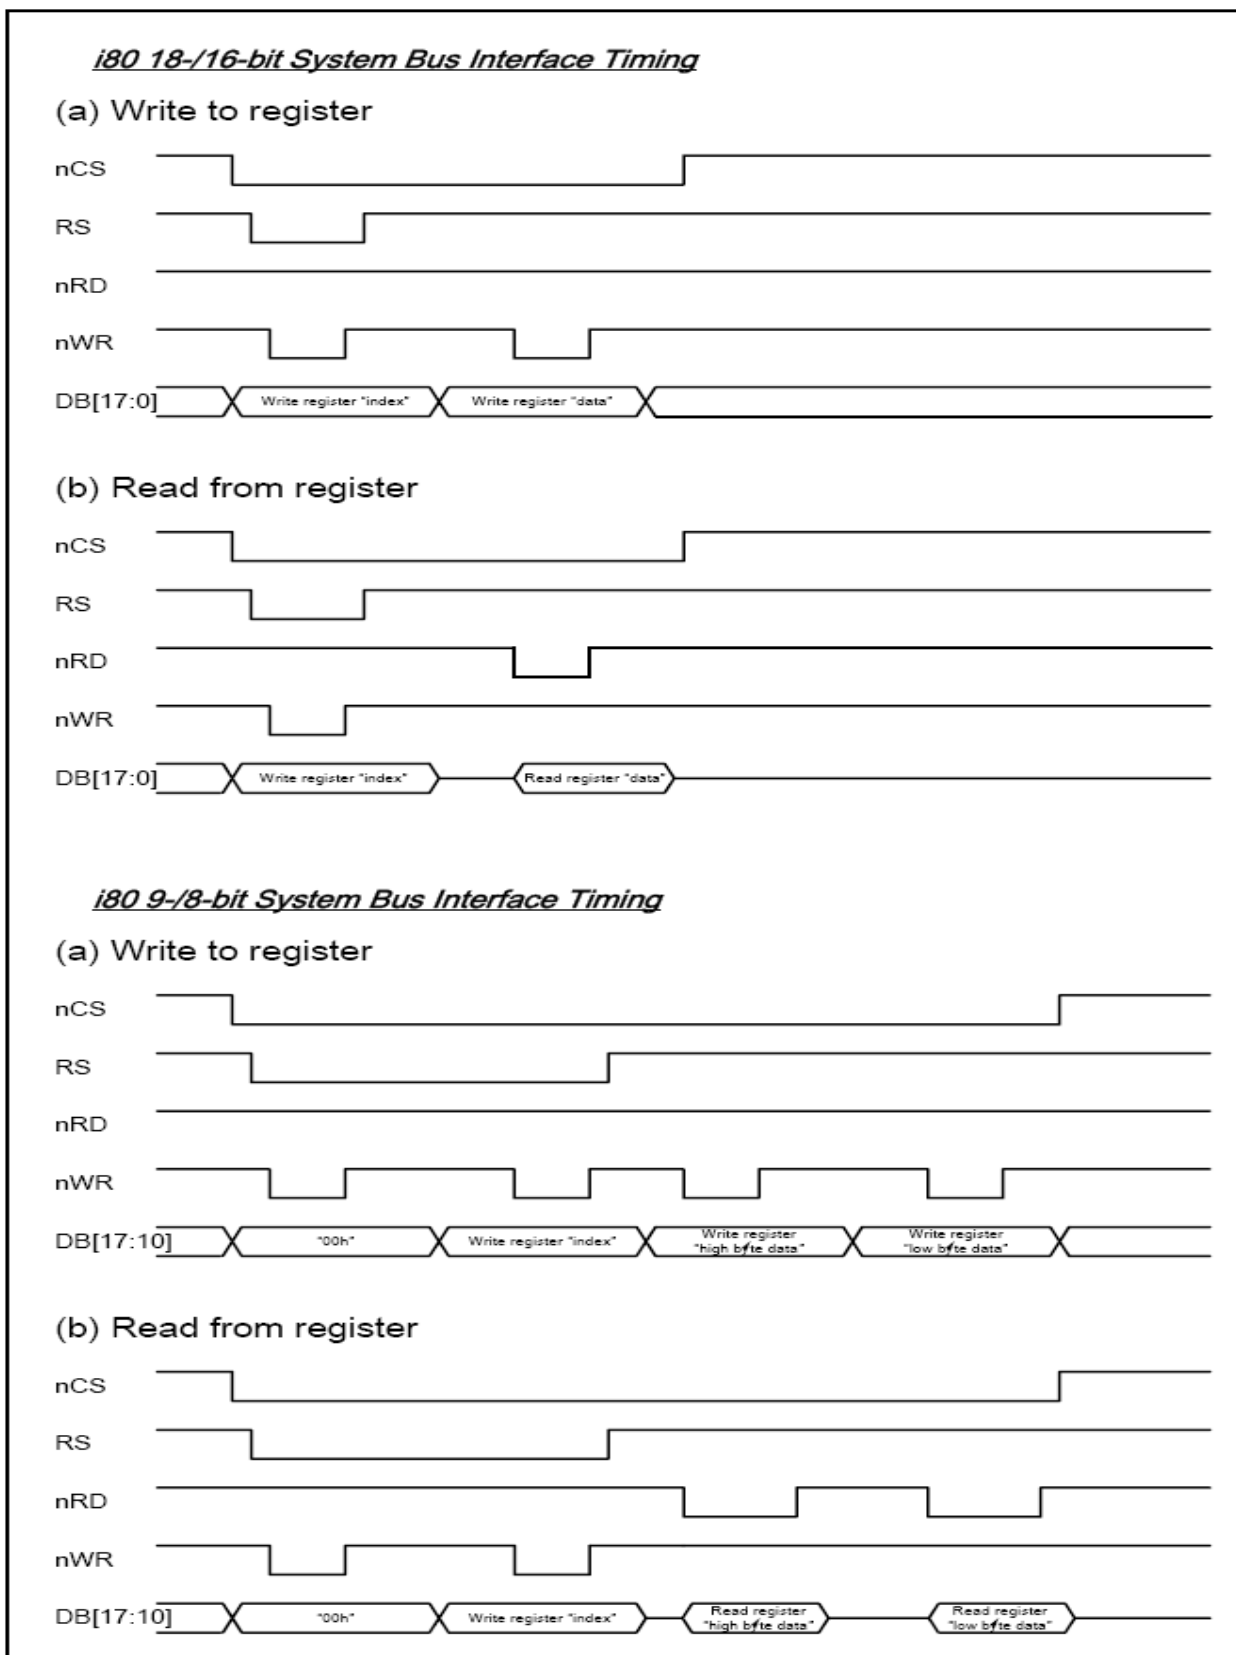 i80 18-/16-bit System Bus Interface Timing
(a) Write to register
nCS
RS
nRD
nWR
DB[17:0] Write register "index" Write register "data"
(b) Read from register
nCS
RS
nRD
nWR
DB[17:0] Write register "index" Read register "data"
i80 9-/8-bit System Bus Interface Timing
(a) Write to register
nCS
RS
nRD
nWR
DB[17:10] "00h" Write register "index" Write register "high byte data" Write register "low byte data"
(b) Read from register
nCS
RS
nRD
nWR
DB[17:10] "00h" Write register "index" Read register "high byte data" Read register "low byte data"